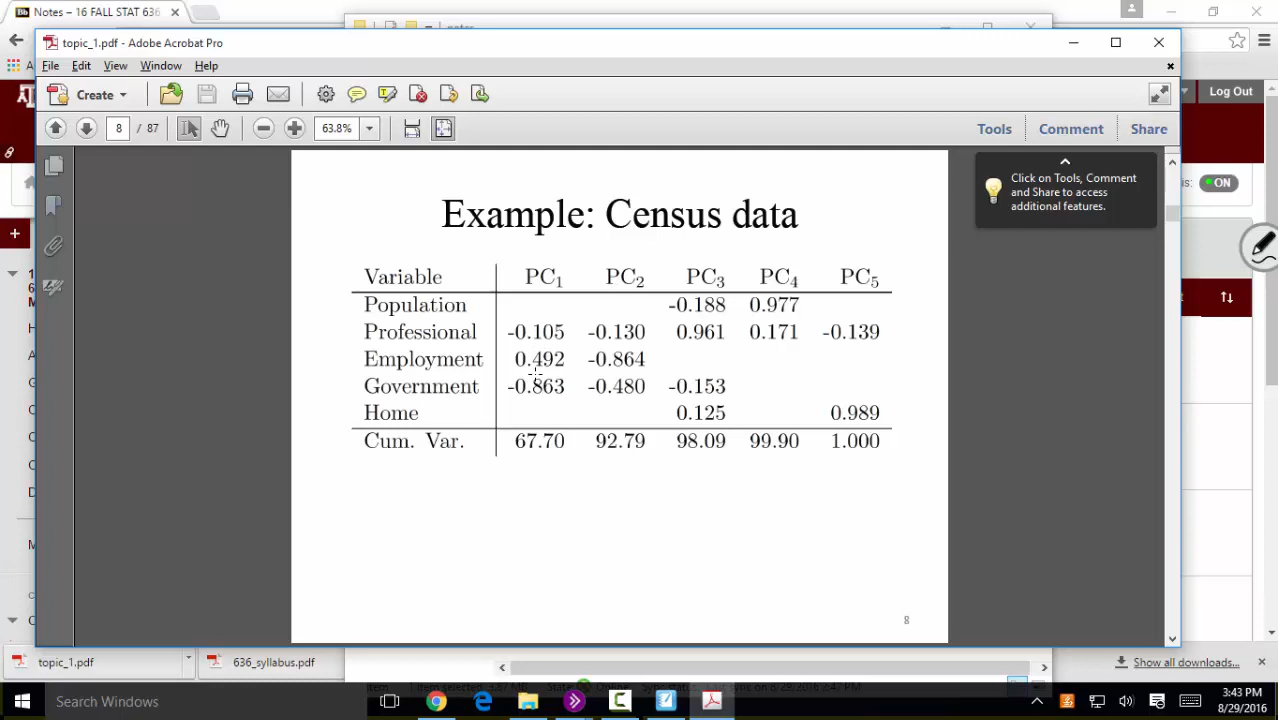 Notes – 16 FALL STAT 636
topic_1.pdf - Adobe Acrobat Pro
File Edit View Window Help
Create
8 / 87 63.8% Tools Comment Share
Log Out
Click on Tools, Comment
and Share to access
additional features.
ON
Example: Census data
Variable PC1 PC2 PC3 PC4 PC5
Population -0.188 0.977
Professional -0.105 -0.130 0.961 0.171 -0.139
Employment 0.492 -0.864
Government -0.863 -0.480 -0.153
Home 0.125 0.989
Cum. Var. 67.70 92.79 98.09 99.90 1.000
8
topic_1.pdf 636_syllabus.pdf Show all downloads...
Search Windows
3:43 PM
8/29/2016